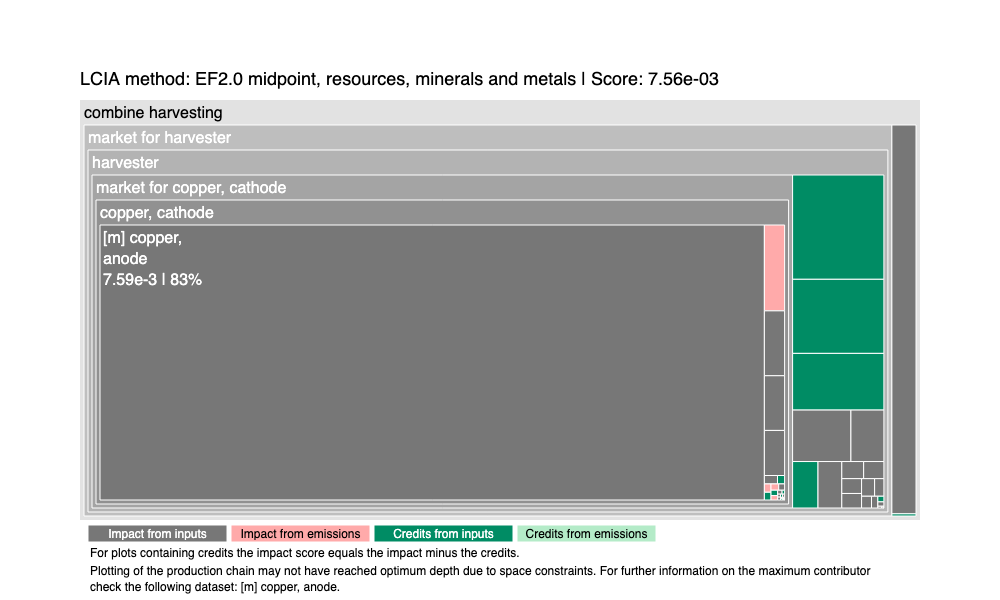 LCIA method: EF2.0 midpoint, resources, minerals and metals | Score: 7.56e-03
combine harvesting
market for harvester
harvester
market for copper, cathode
copper, cathode
[m] copper,
anode
7.59e-3 | 83%
Impact from inputs
Impact from emissions
Credits from inputs
Credits from emissions
For plots containing credits the impact score equals the impact minus the credits.
Plotting of the production chain may not have reached optimum depth due to space constraints. For further information on the maximum contributor
check the following dataset: [m] copper, anode.